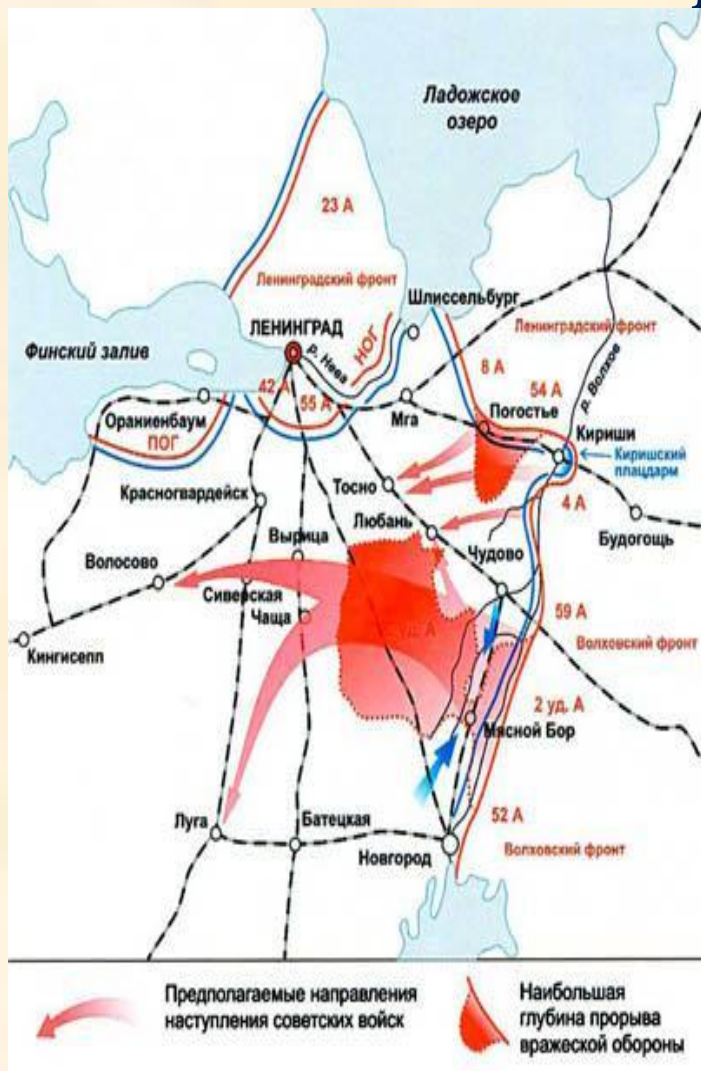 Ладожское
озеро
23 А
Ленинградский фронт
Шлиссельбург
ЛЕНИНГРАД
р. Нева
НОГ
Ленинградский фронт
Финский залив
8 А
54 А
р. Волхов
42 А
55 А
Ораниенбаум
ПОГ
Мга
Погостье
Кириши
Киришский
плацдарм
Красногвардейск
Тосно
4 А
Любань
Будогощь
Вырица
Чудово
Волосово
Сиверская
Чаща
59 А
Волховский фронт
уд. А
Кингисепп
2 уд. А
Мясной Бор
Луга
Батецкая
52 А
Новгород
Волховский фронт
Предполагаемые направления
наступления советских войск
Наибольшая
глубина прорыва
вражеской обороны